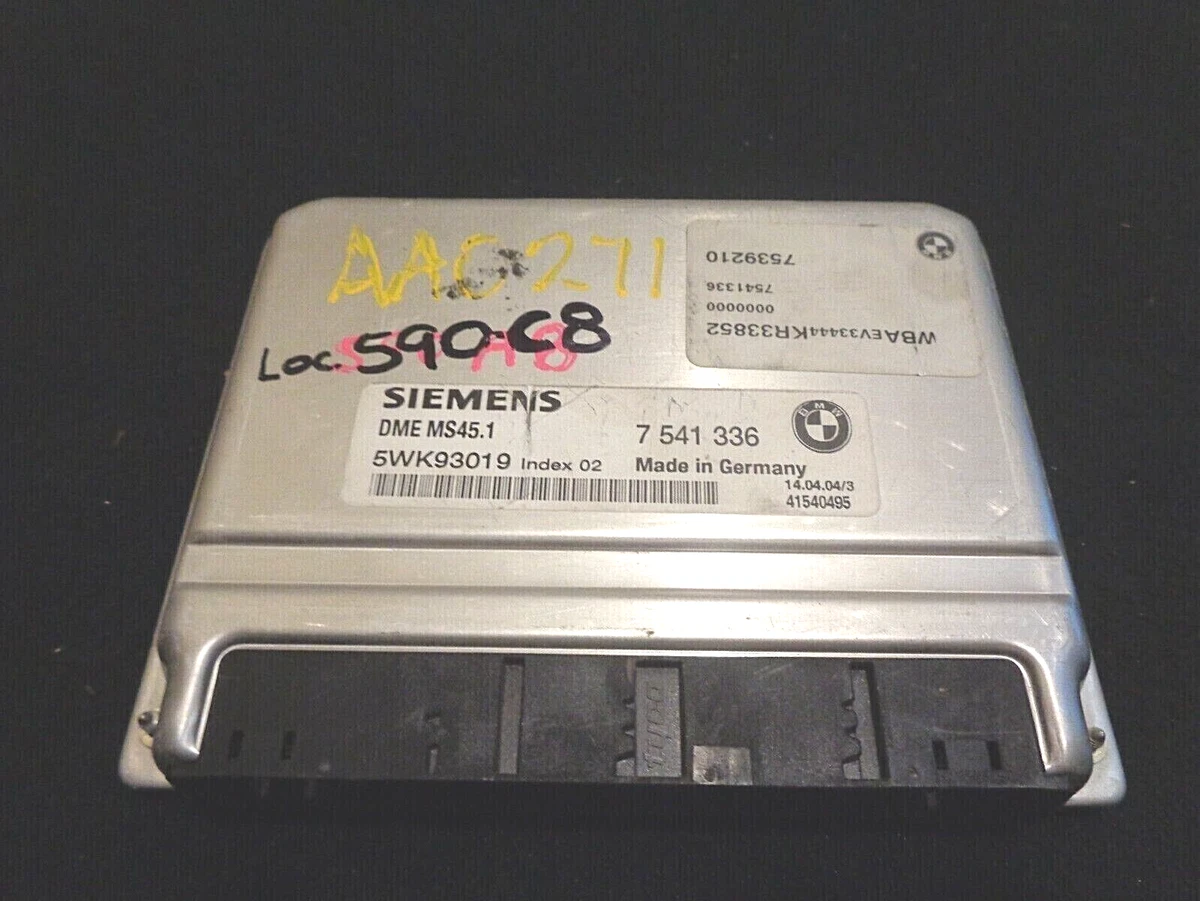 AAC271
Loc. 590-C8
7539210
7541336
0000000
WBAEV33444KR33852
SIEMENS
DME MS45.1
7 541 336
BMW
5WK93019 Index 02
Made in Germany
14.04.04/3
41540495